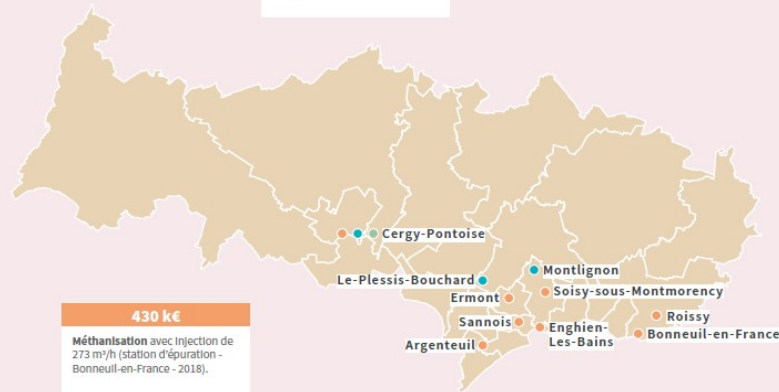 Cergy-Pontoise
Le-Plessis-Bouchard
Montlignon
Ermont
Soisy-sous-Montmorency
Sannois
Enghien-
Les-Bains
Roissy
Argenteuil
Bonneuil-en-France
430 k€
Méthanisation avec injection de
273 m³/h (station d'épuration -
Bonneuil-en-France - 2018).